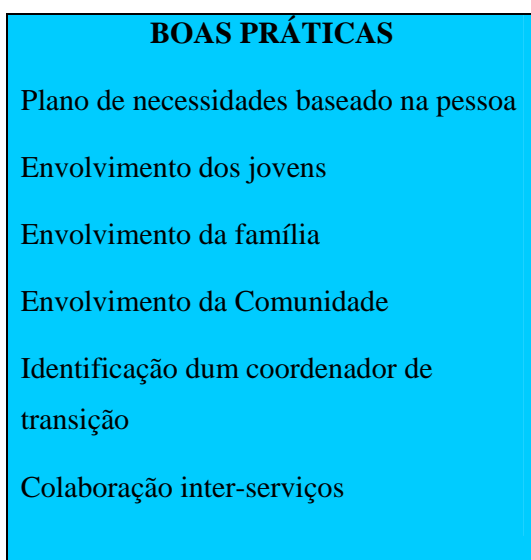 BOAS PRÁTICAS
Plano de necessidades baseado na pessoa
Envolvimento dos jovens
Envolvimento da família
Envolvimento da Comunidade
Identificação dum coordenador de
transição
Colaboração inter-serviços